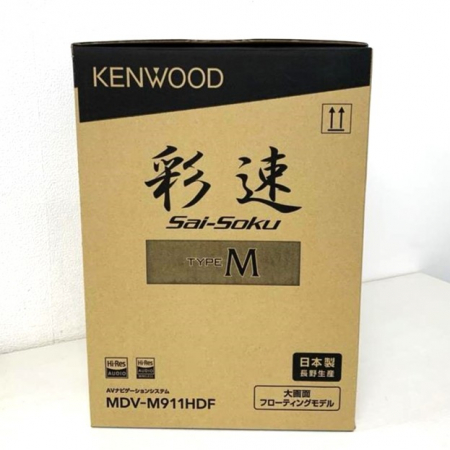 KENWOOD
彩速
Sai-Soku
TYPE M
Hi-Res
AUDIO
Hi-Res
AUDIO
WIRELESS
日本製
長野生産
AVナビゲーションシステム
MDV-M911HDF
大画面
フローティングモデル